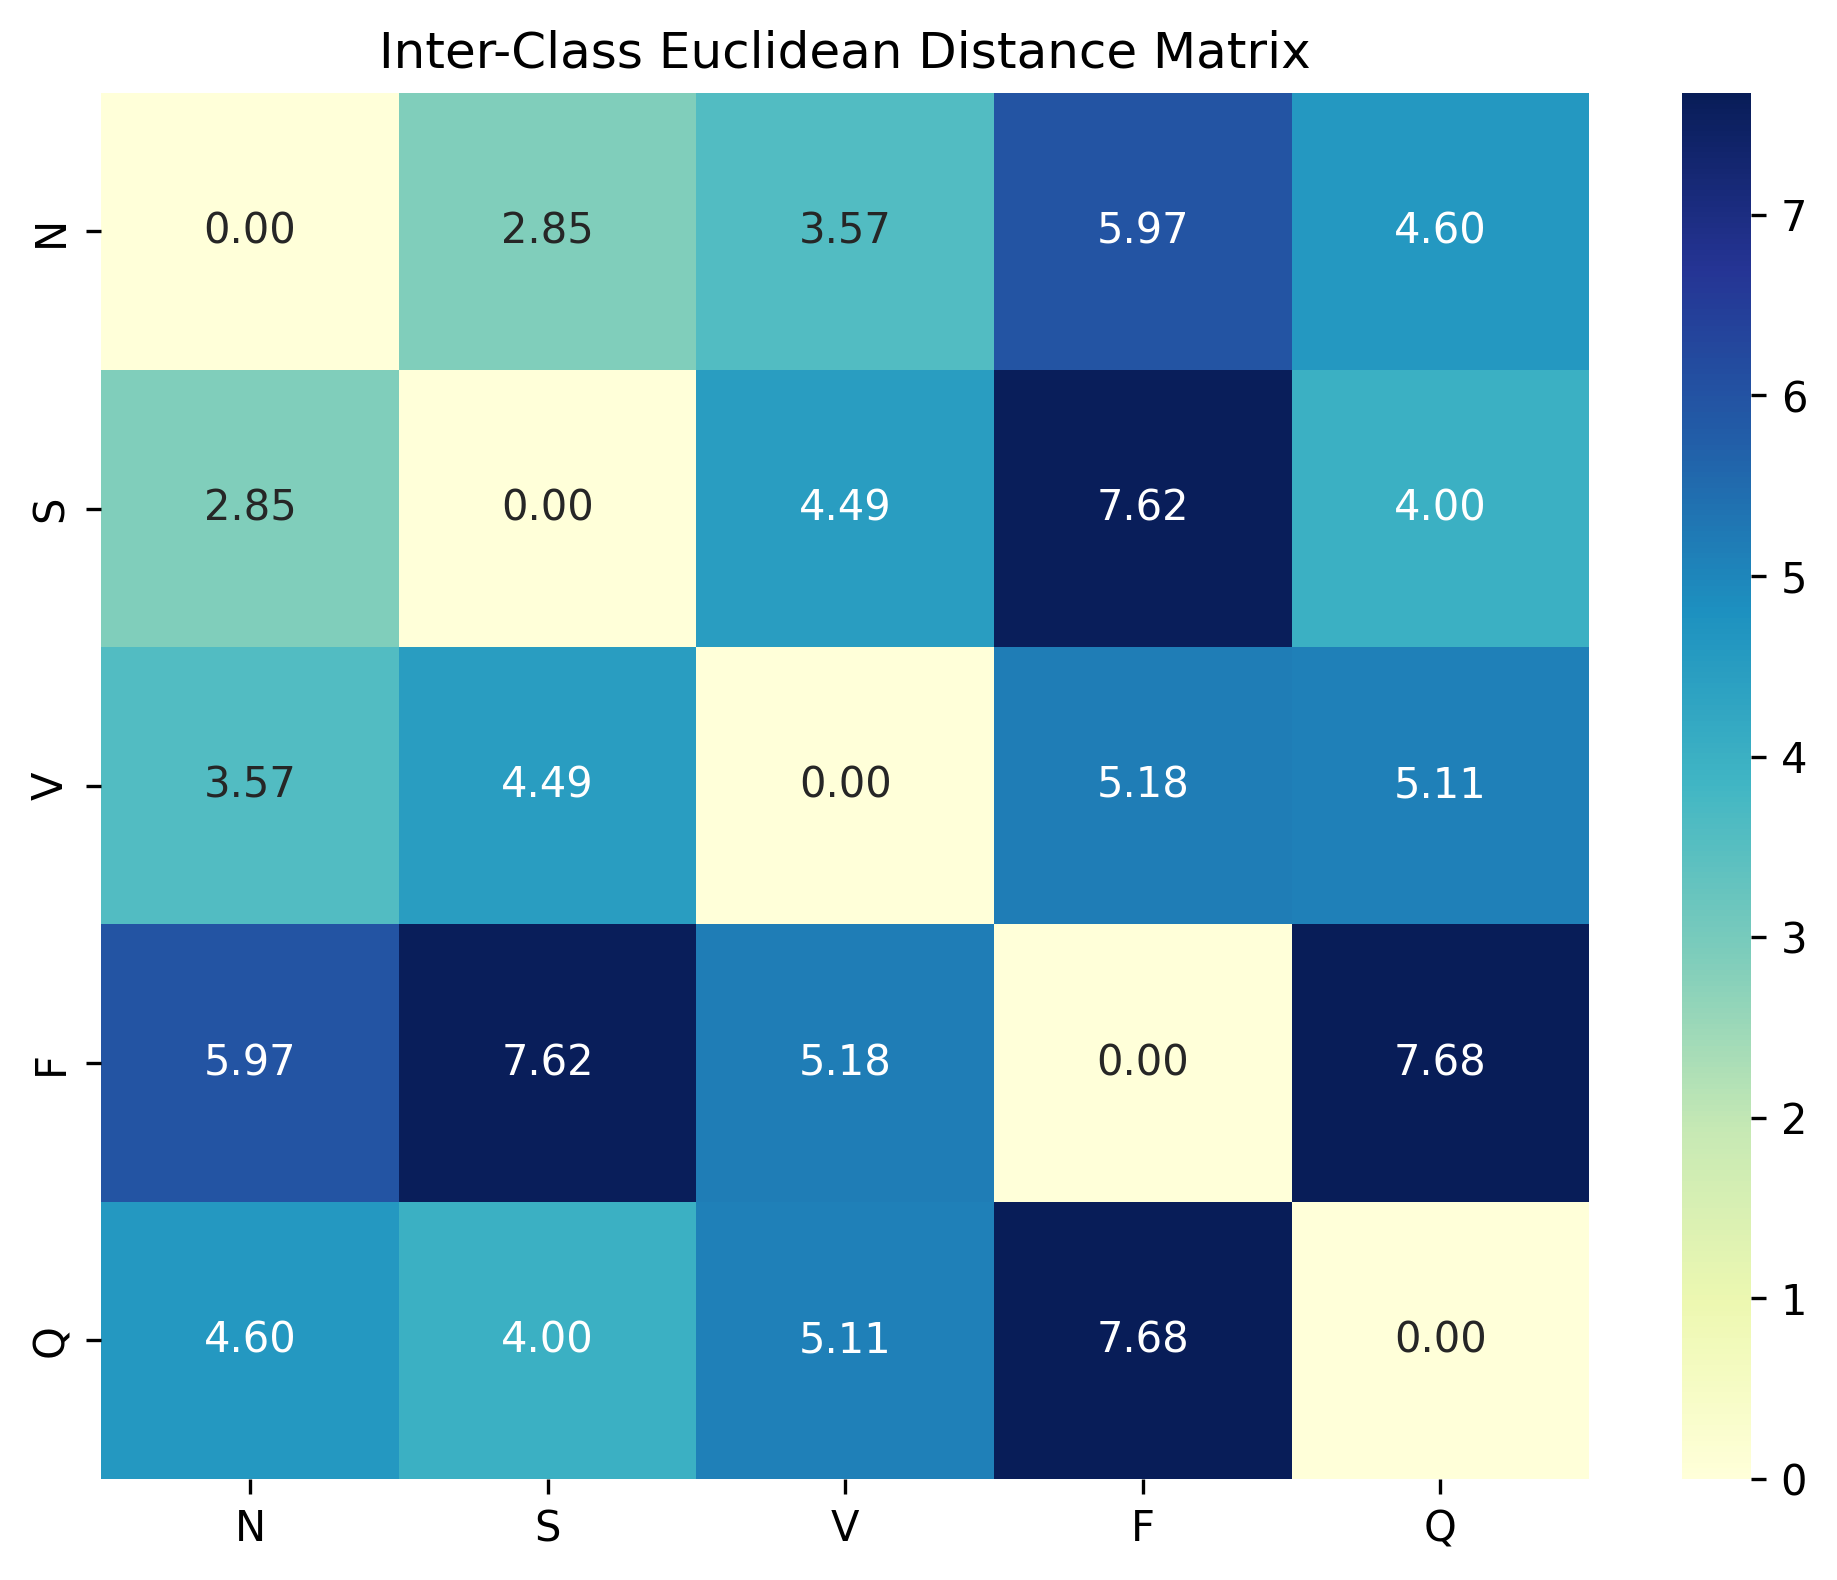 Inter-Class Euclidean Distance Matrix
N 0.00 2.85 3.57 5.97 4.60
S 2.85 0.00 4.49 7.62 4.00
V 3.57 4.49 0.00 5.18 5.11
F 5.97 7.62 5.18 0.00 7.68
Q 4.60 4.00 5.11 7.68 0.00
N S V F Q
7
6
5
4
3
2
1
0